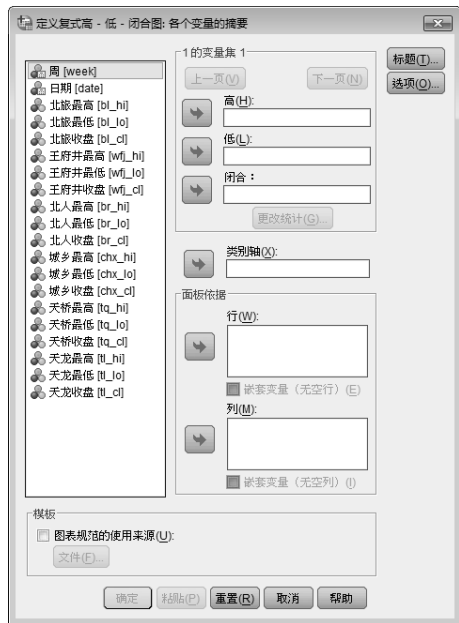 定义复式高 - 低 - 闭合图: 各个变量的摘要
周 [week]
日期 [date]
北旅最高 [bl_hi]
北旅最低 [bl_lo]
北旅收盘 [bl_cl]
王府井最高 [wfj_hi]
王府井最低 [wfj_lo]
王府井收盘 [wfj_cl]
北人最高 [br_hi]
北人最低 [br_lo]
北人收盘 [br_cl]
城乡最高 [chx_hi]
城乡最低 [chx_lo]
城乡收盘 [chx_cl]
天桥最高 [tq_hi]
天桥最低 [tq_lo]
天桥收盘 [tq_cl]
天龙最高 [tl_hi]
天龙最低 [tl_lo]
天龙收盘 [tl_cl]
1的变量集 1
上一页(V)
下一页(N)
高(H):
低(L):
闭合：
更改统计(G)...
类别轴(X):
面板依据
行(W):
嵌套变量（无空行）(E)
列(M):
嵌套变量（无空列）(I)
标题(T)...
选项(O)...
模板
图表规范的使用来源(U):
文件(F)...
确定
粘贴(P)
重置(R)
取消
帮助